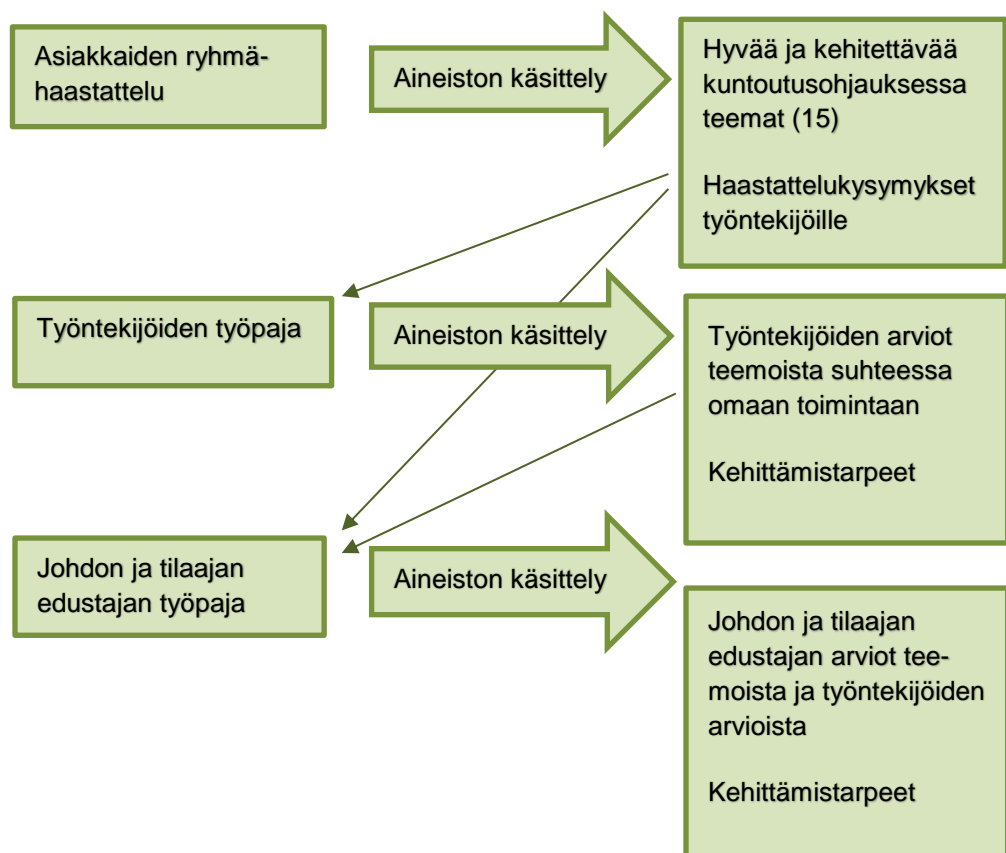 Asiakkaiden ryhmä-
haastattelu
Aineiston käsittely
Hyvää ja kehitettävää
kuntoutusohjauksessa
teemat (15)
Haastattelukysymykset
työntekijöille
Työntekijöiden työpaja
Aineiston käsittely
Työntekijöiden arviot
teemoista suhteessa
omaan toimintaan
Kehittämistarpeet
Johdon ja tilaajan
edustajan työpaja
Aineiston käsittely
Johdon ja tilaajan
edustajan arviot tee-
moista ja työntekijöiden
arvioista
Kehittämistarpeet